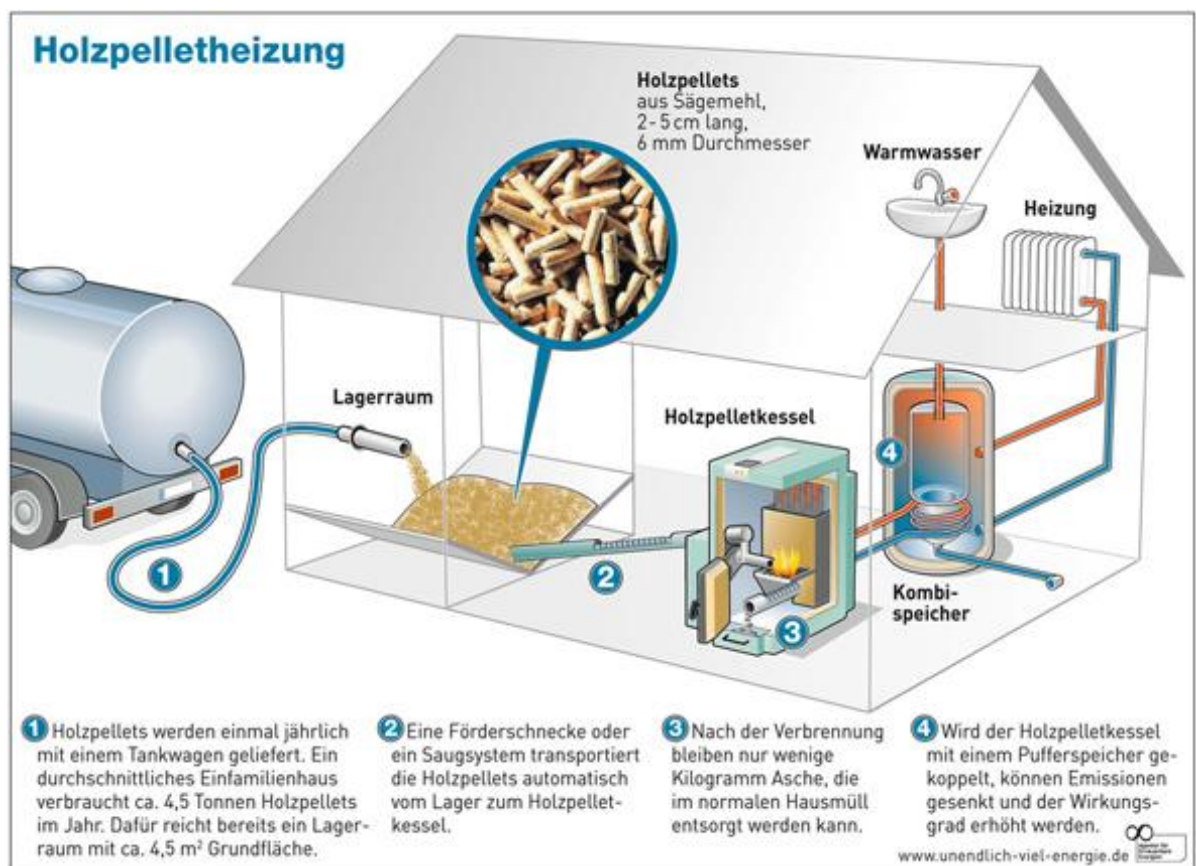 Holzpelletheizung
Holzpellets
aus Sägemehl,
2-5 cm lang,
6 mm Durchmesser
Warmwasser
Heizung
Lagerraum
Holzpelletkessel
4
1
2
3
Kombi-
speicher
1 Holzpellets werden einmal jährlich
mit einem Tankwagen geliefert. Ein
durchschnittliches Einfamilienhaus
verbraucht ca. 4,5 Tonnen Holzpellets
im Jahr. Dafür reicht bereits ein Lager-
raum mit ca. 4,5 m² Grundfläche.
2 Eine Förderschnecke oder
ein Saugsystem transportiert
die Holzpellets automatisch
vom Lager zum Holzpellet-
kessel.
3 Nach der Verbrennung
bleiben nur wenige
Kilogramm Asche, die
im normalen Hausmüll
entsorgt werden kann.
4 Wird der Holzpelletkessel
mit einem Pufferspeicher ge-
koppelt, können Emissionen
gesenkt und der Wirkungs-
grad erhöht werden.
www.unendlich-viel-energie.de